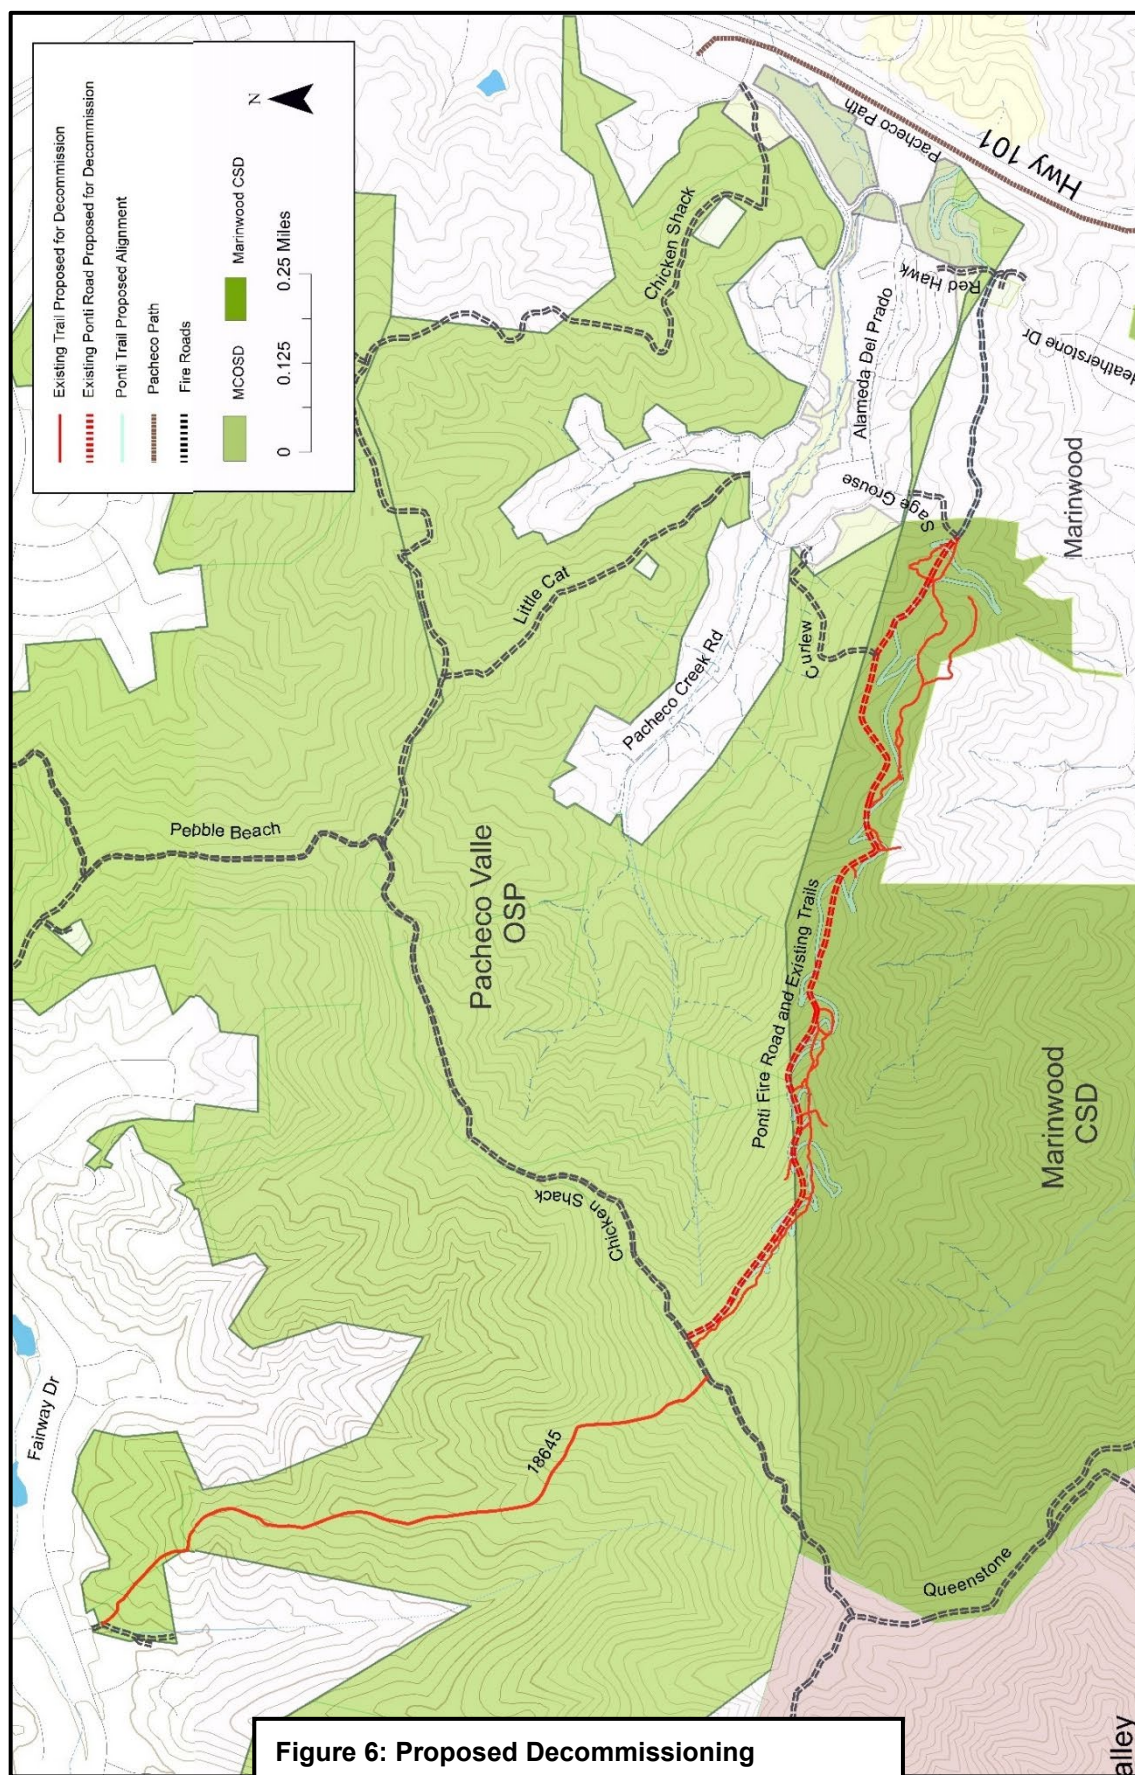 Existing Trail Proposed for Decommission
Existing Ponti Road Proposed for Decommission
Ponti Trail Proposed Alignment
Pacheco Path
Fire Roads
MCOSD
Marinwood CSD
0
0.125
0.25 Miles
N
Hwy 101
Pacheco Path
Chicken Shack
Red Hawk
Heatherstone Dr
Alameda Del Prado
Sage Grouse
Marinwood
Little Cat
Curlew
Pacheco Creek Rd
Pebble Beach
Pacheco Valle
OSP
Ponti Fire Road and Existing Trails
Marinwood
CSD
Chicken Shack
Fairway Dr
18645
Queenstone
alley
Figure 6: Proposed Decommissioning